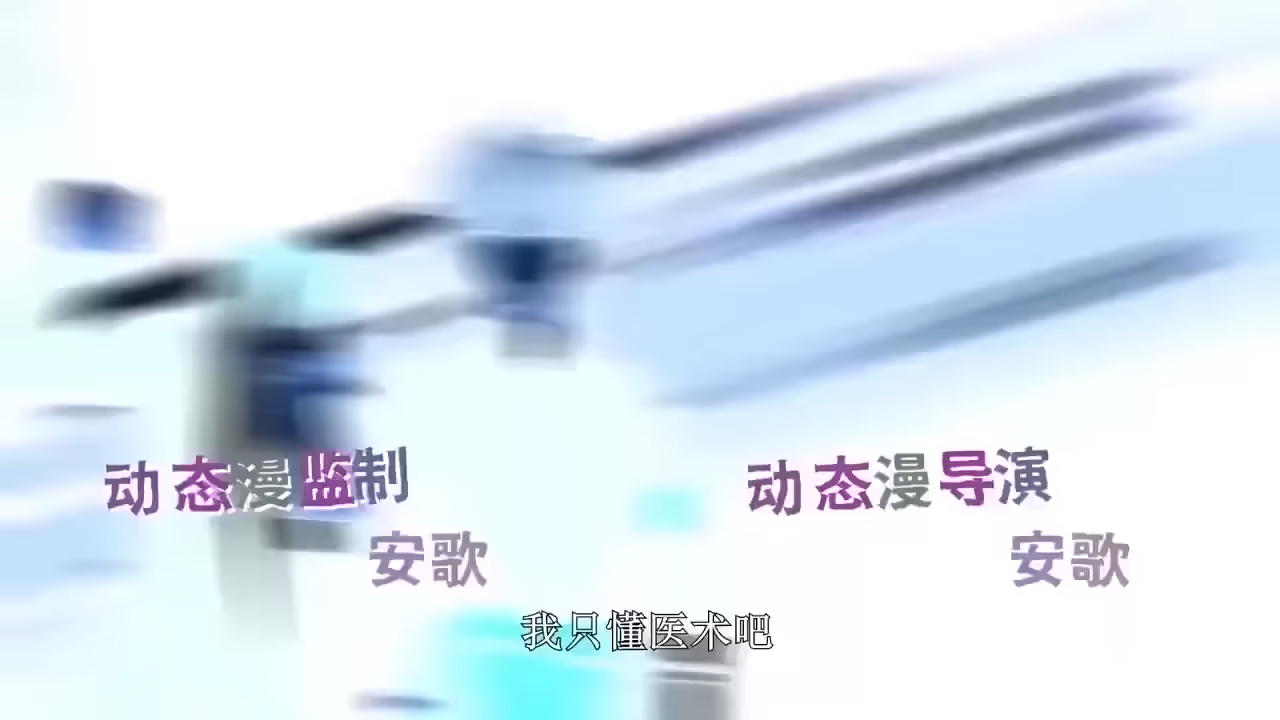 动态漫监制
安歌
动态漫导演
安歌
我只懂医术吧